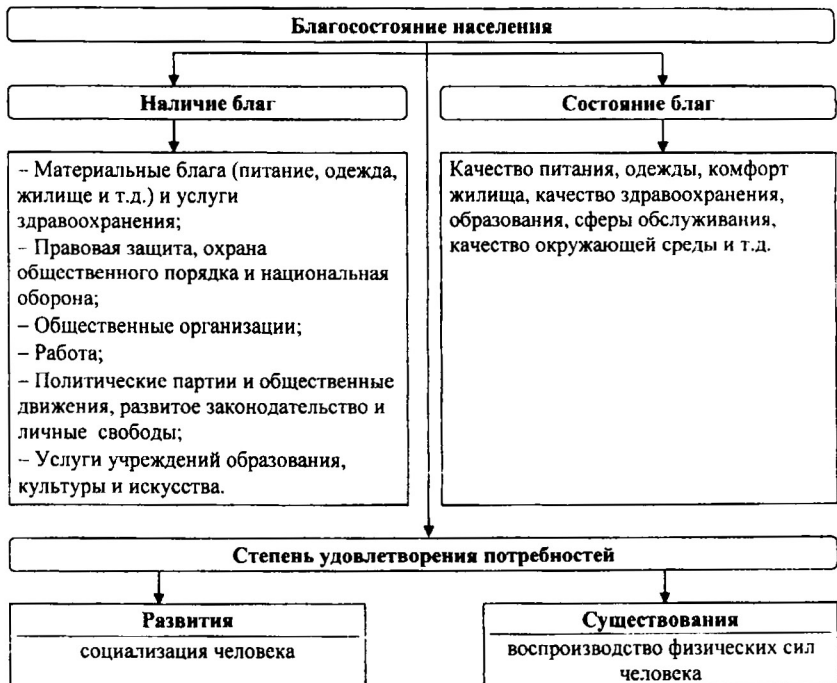 Благосостояние населения
Наличие благ
Состояние благ
– Материальные блага (питание, одежда,
жилище и т.д.) и услуги
здравоохранения;
– Правовая защита, охрана
общественного порядка и национальная
оборона;
– Общественные организации;
– Работа;
– Политические партии и общественные
движения, развитое законодательство и
личные свободы;
– Услуги учреждений образования,
культуры и искусства.
Качество питания, одежды, комфорт
жилища, качество здравоохранения,
образования, сферы обслуживания,
качество окружающей среды и т.д.
Степень удовлетворения потребностей
Развития
социализация человека
Существования
воспроизводство физических сил
человека